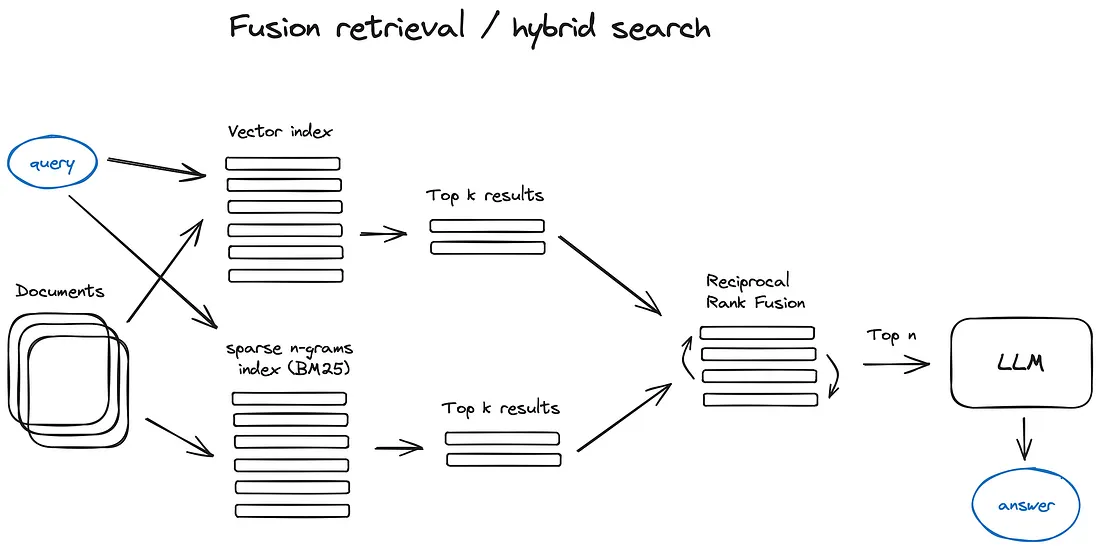 Fusion retrieval / hybrid search
Vector index
query
Top k results
Documents
Reciprocal
Rank Fusion
Top n
sparse n-grams
index (BM25)
LLM
Top k results
answer